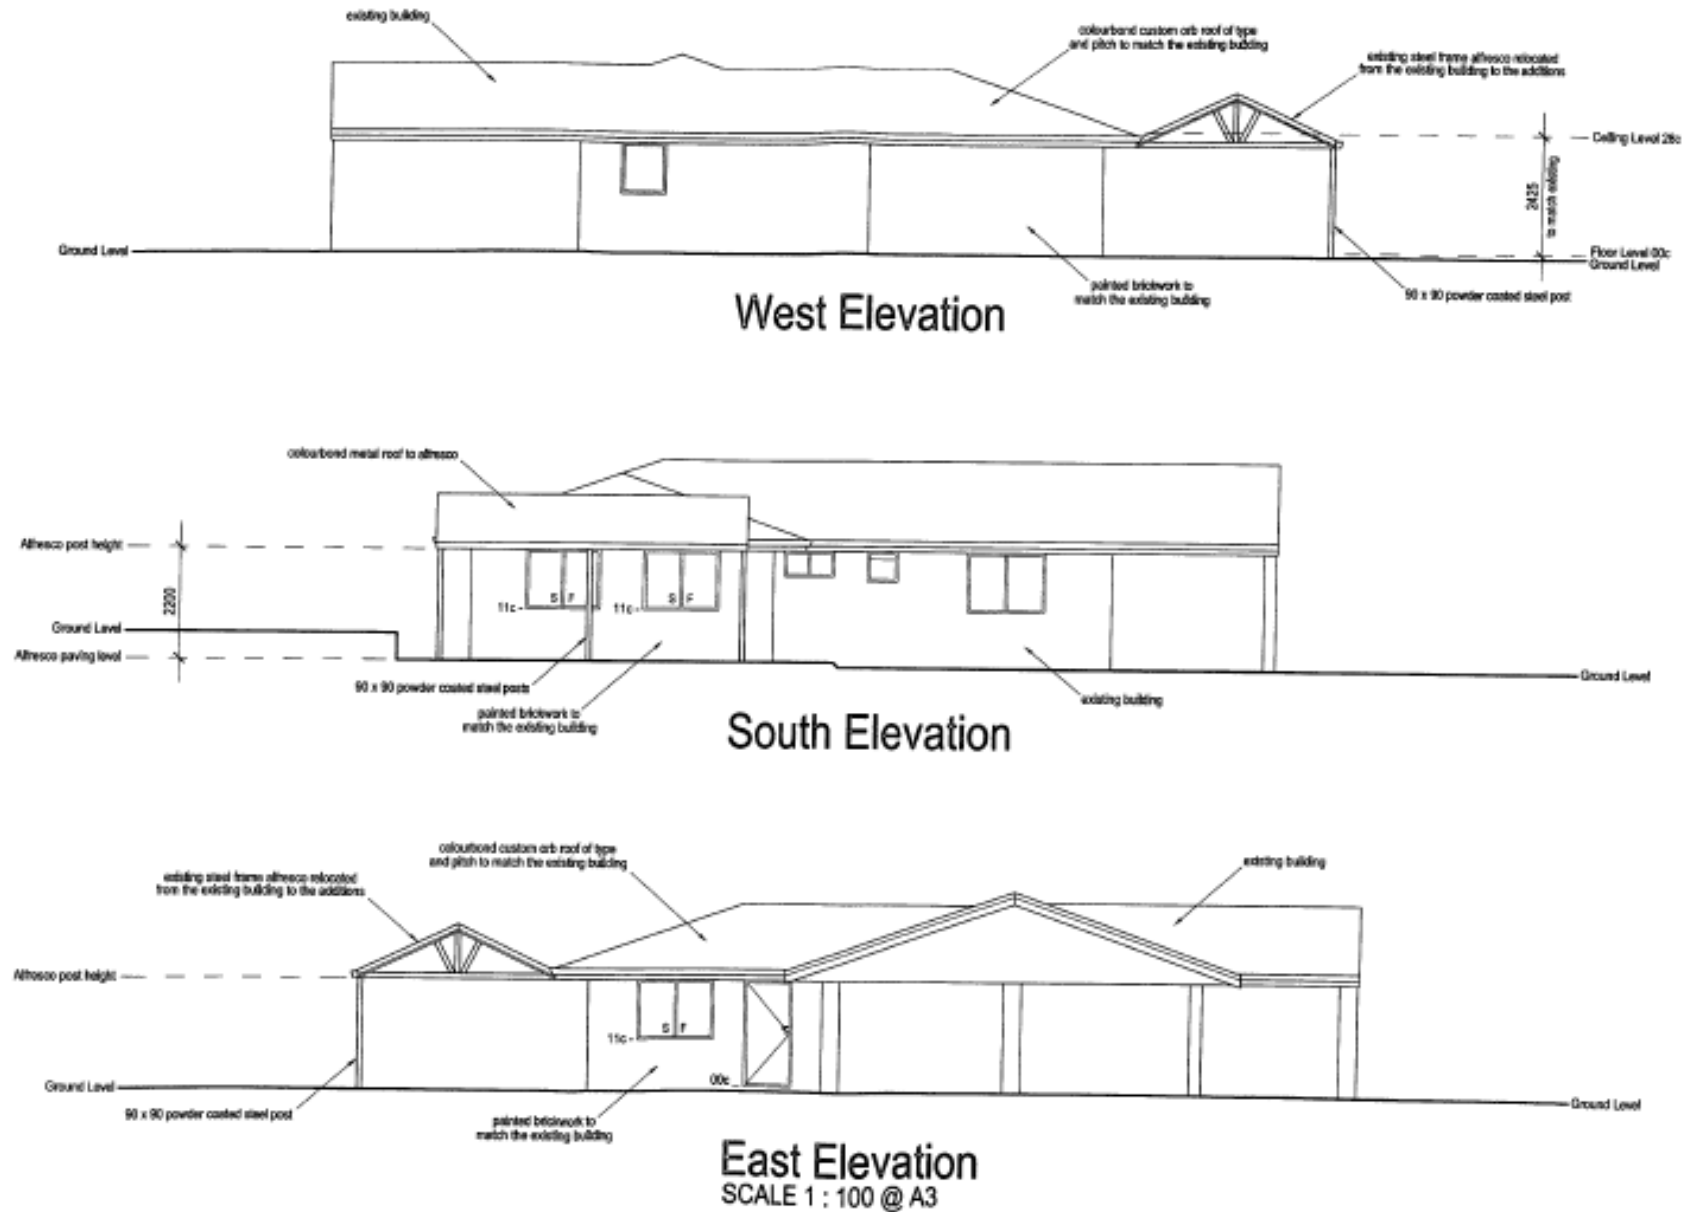 existing building
colourbond custom orb roof of type
and pitch to match the existing building
existing steel frame alfresco relocated
from the existing building to the additions
Ceiling Level 28c
2425
to match existing
Ground Level
Floor Level 00c
Ground Level
painted brickwork to
match the existing building
90 x 90 powder coated steel post
West Elevation
colourbond metal roof to alfresco
Alfresco post height
2200
S F
S F
11c
11c
Ground Level
Alfresco paving level
Ground Level
90 x 90 powder coated steel posts
existing building
painted brickwork to
match the existing building
South Elevation
colourbond custom orb roof of type
and pitch to match the existing building
existing building
existing steel frame alfresco relocated
from the existing building to the additions
Alfresco post height
S F
11c
00c
Ground Level
Ground Level
90 x 90 powder coated steel post
painted brickwork to
match the existing building
East Elevation
SCALE 1 : 100 @ A3